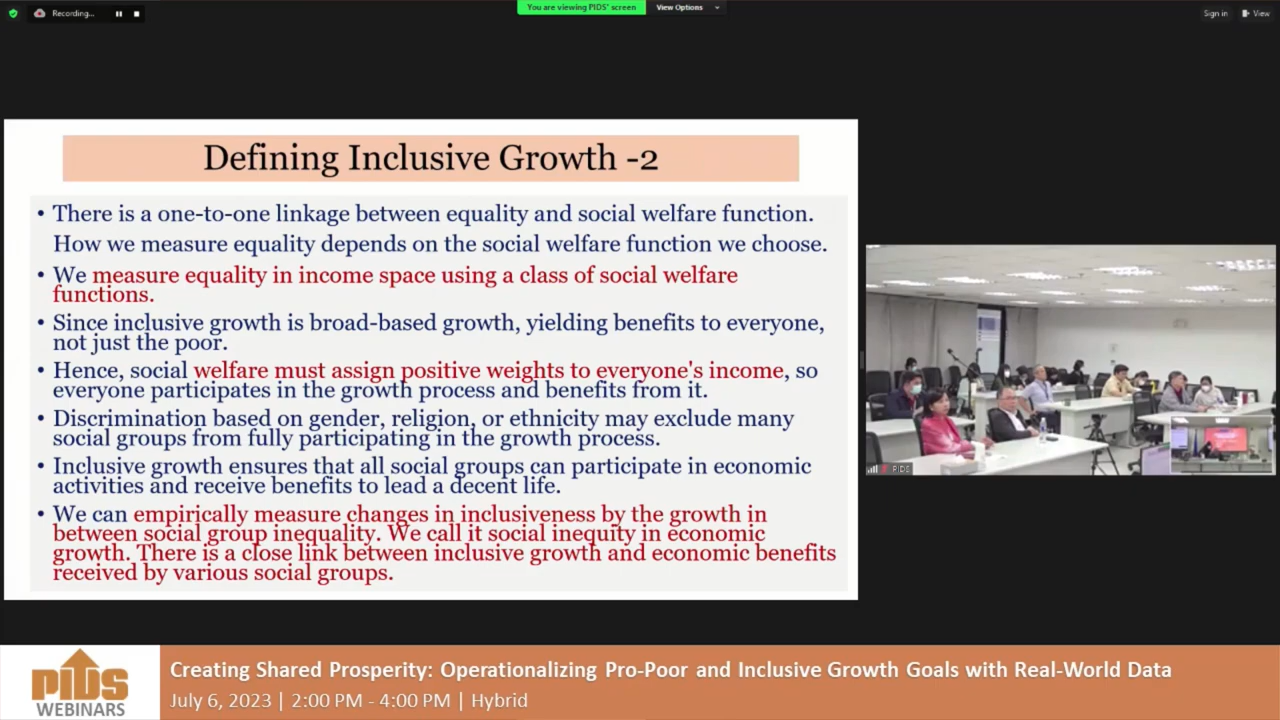 Recording...
You are viewing PIDS' screen
View Options
Sign in
View
Defining Inclusive Growth -2
• There is a one-to-one linkage between equality and social welfare function.
How we measure equality depends on the social welfare function we choose.
• We measure equality in income space using a class of social welfare
functions.
• Since inclusive growth is broad-based growth, yielding benefits to everyone,
not just the poor.
• Hence, social welfare must assign positive weights to everyone's income, so
everyone participates in the growth process and benefits from it.
• Discrimination based on gender, religion, or ethnicity may exclude many
social groups from fully participating in the growth process.
• Inclusive growth ensures that all social groups can participate in economic
activities and receive benefits to lead a decent life.
• We can empirically measure changes in inclusiveness by the growth in
between social group inequality. We call it social inequity in economic
growth. There is a close link between inclusive growth and economic benefits
received by various social groups.
PIDS
PIDS
WEBINARS
Creating Shared Prosperity: Operationalizing Pro-Poor and Inclusive Growth Goals with Real-World Data
July 6, 2023 | 2:00 PM - 4:00 PM | Hybrid